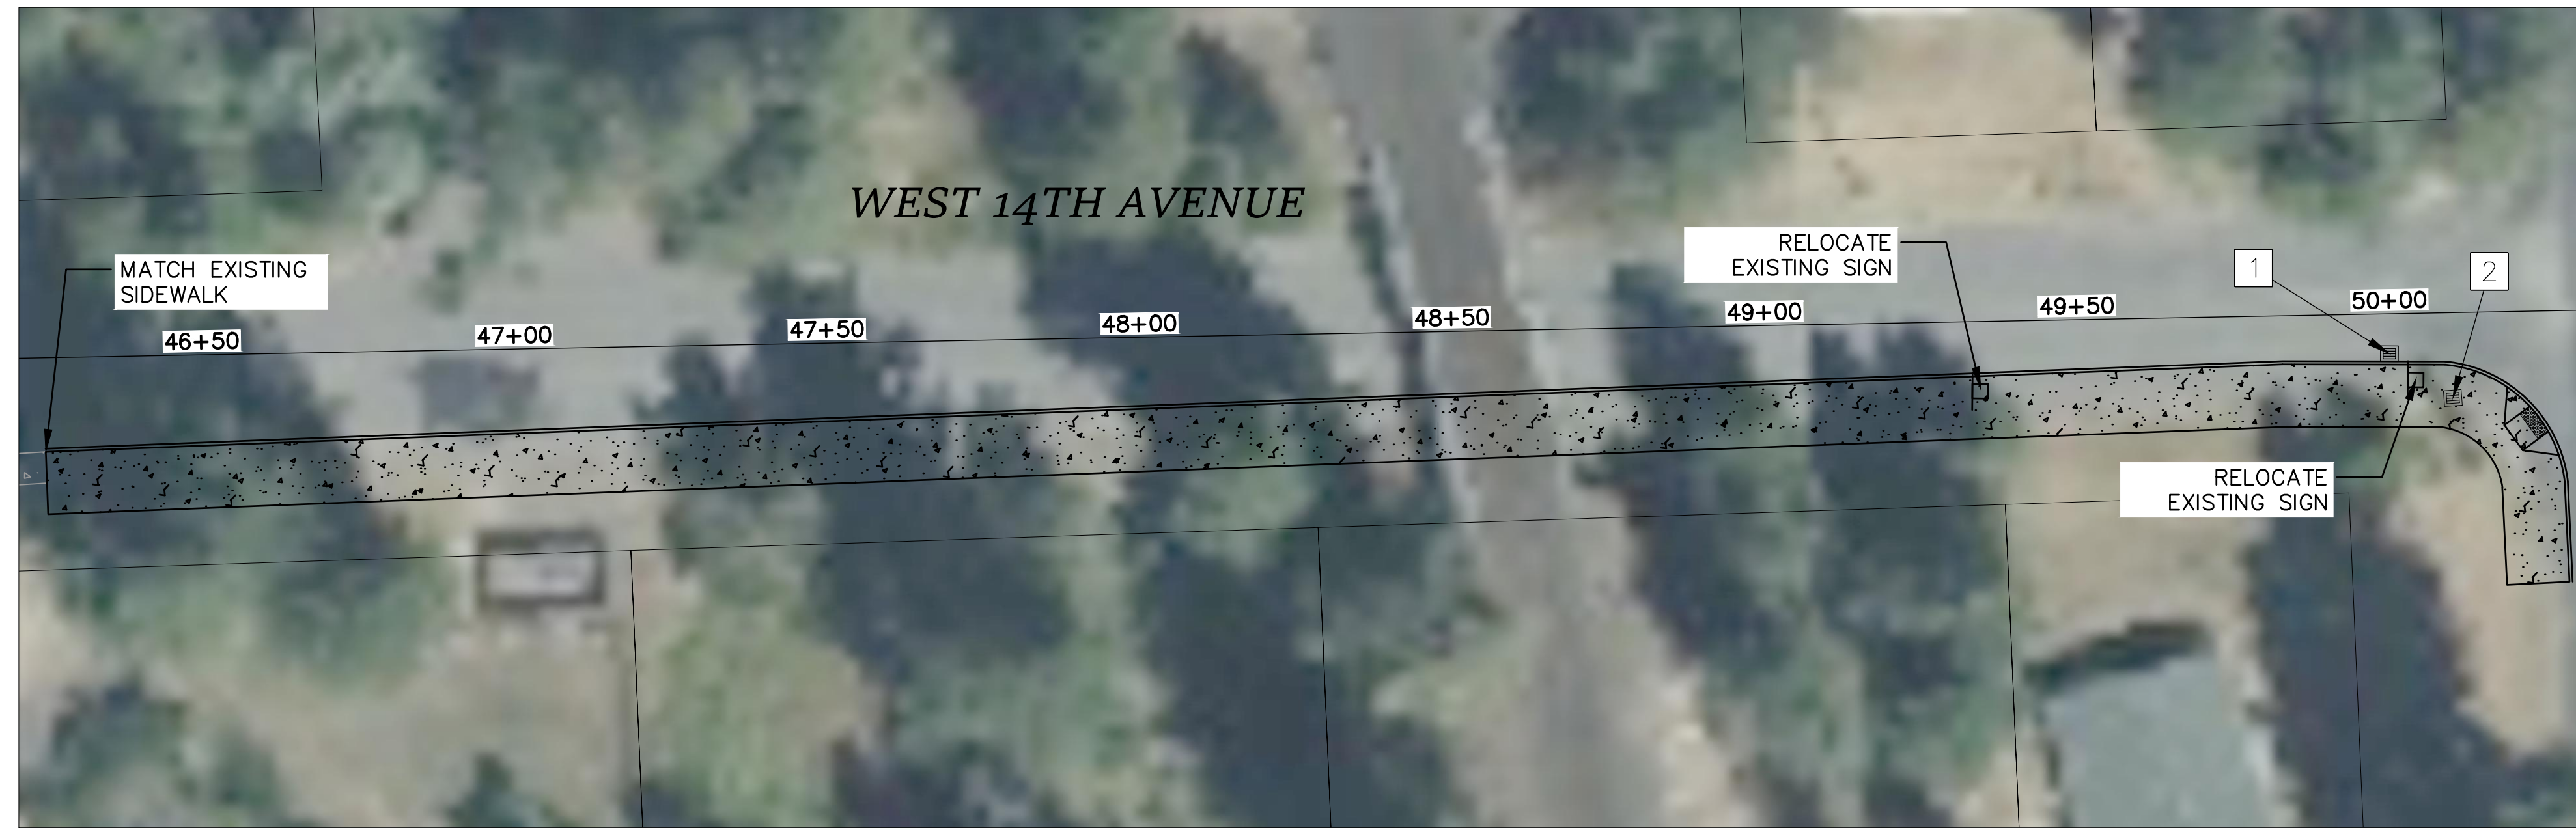 WEST 14TH AVENUE
MATCH EXISTING
SIDEWALK
RELOCATE
EXISTING SIGN
1
2
46+50
47+00
47+50
48+00
48+50
49+00
49+50
50+00
RELOCATE
EXISTING SIGN